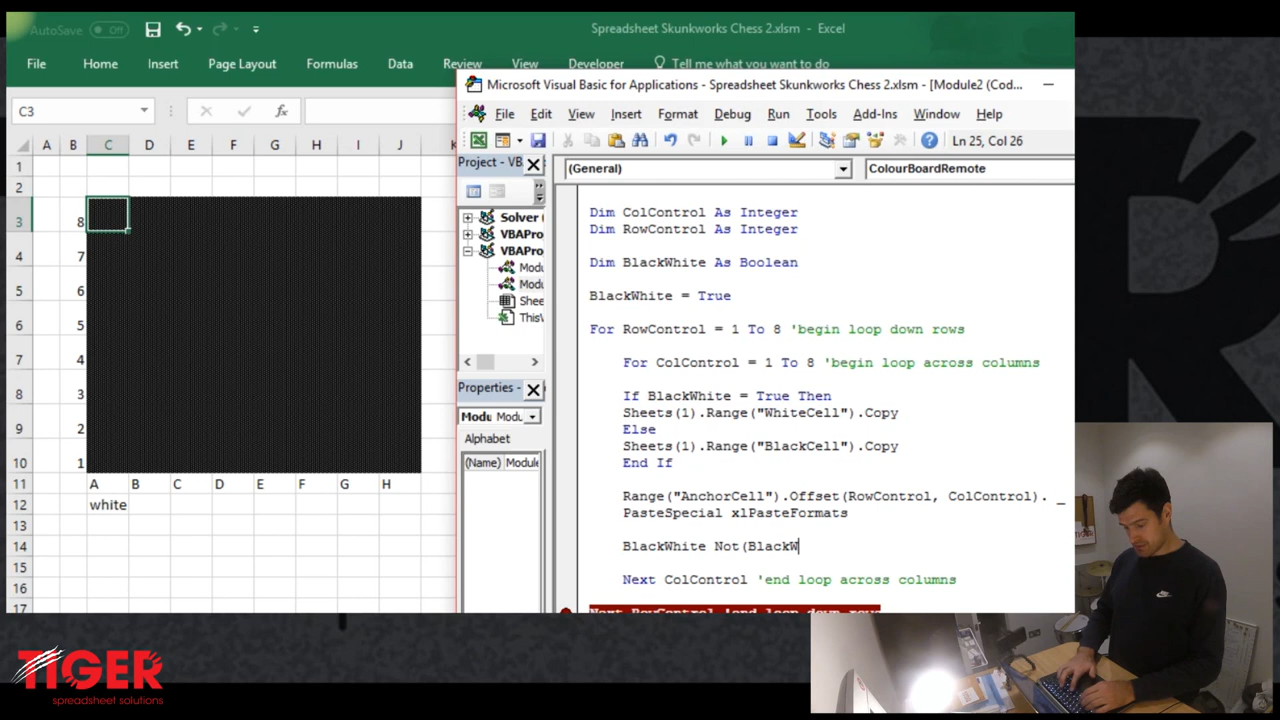 AutoSave Off
Spreadsheet Skunkworks Chess 2.xlsm - Excel
File Home Insert Page Layout Formulas Data Review View Developer Tell me what you want to do
Microsoft Visual Basic for Applications - Spreadsheet Skunkworks Chess 2.xlsm - [Module2 (Cod...
C3 fx
File Edit View Insert Format Debug Run Tools Add-Ins Window Help
Ln 25, Col 26
A B C D E F G H I J K
Project - VB
(General) ColourBoardRemote
1
2
3 8
4 7
5 6
6 5
7 4
8 3
9 2
10 1
11 A B C D E F G H
12 white
13
14
15
16
17
Solver (
VBAPro
VBAPro
Modu
Modu
Shee
ThisV
Properties -
Modu Modu
Alphabet
(Name) Module
Dim ColControl As Integer
Dim RowControl As Integer
Dim BlackWhite As Boolean
BlackWhite = True
For RowControl = 1 To 8 'begin loop down rows
For ColControl = 1 To 8 'begin loop across columns
If BlackWhite = True Then
Sheets(1).Range("WhiteCell").Copy
Else
Sheets(1).Range("BlackCell").Copy
End If
Range("AnchorCell").Offset(RowControl, ColControl). _
PasteSpecial xlPasteFormats
BlackWhite Not(BlackW
Next ColControl 'end loop across columns
Next RowControl 'end loop down rows
TIGER
spreadsheet solutions